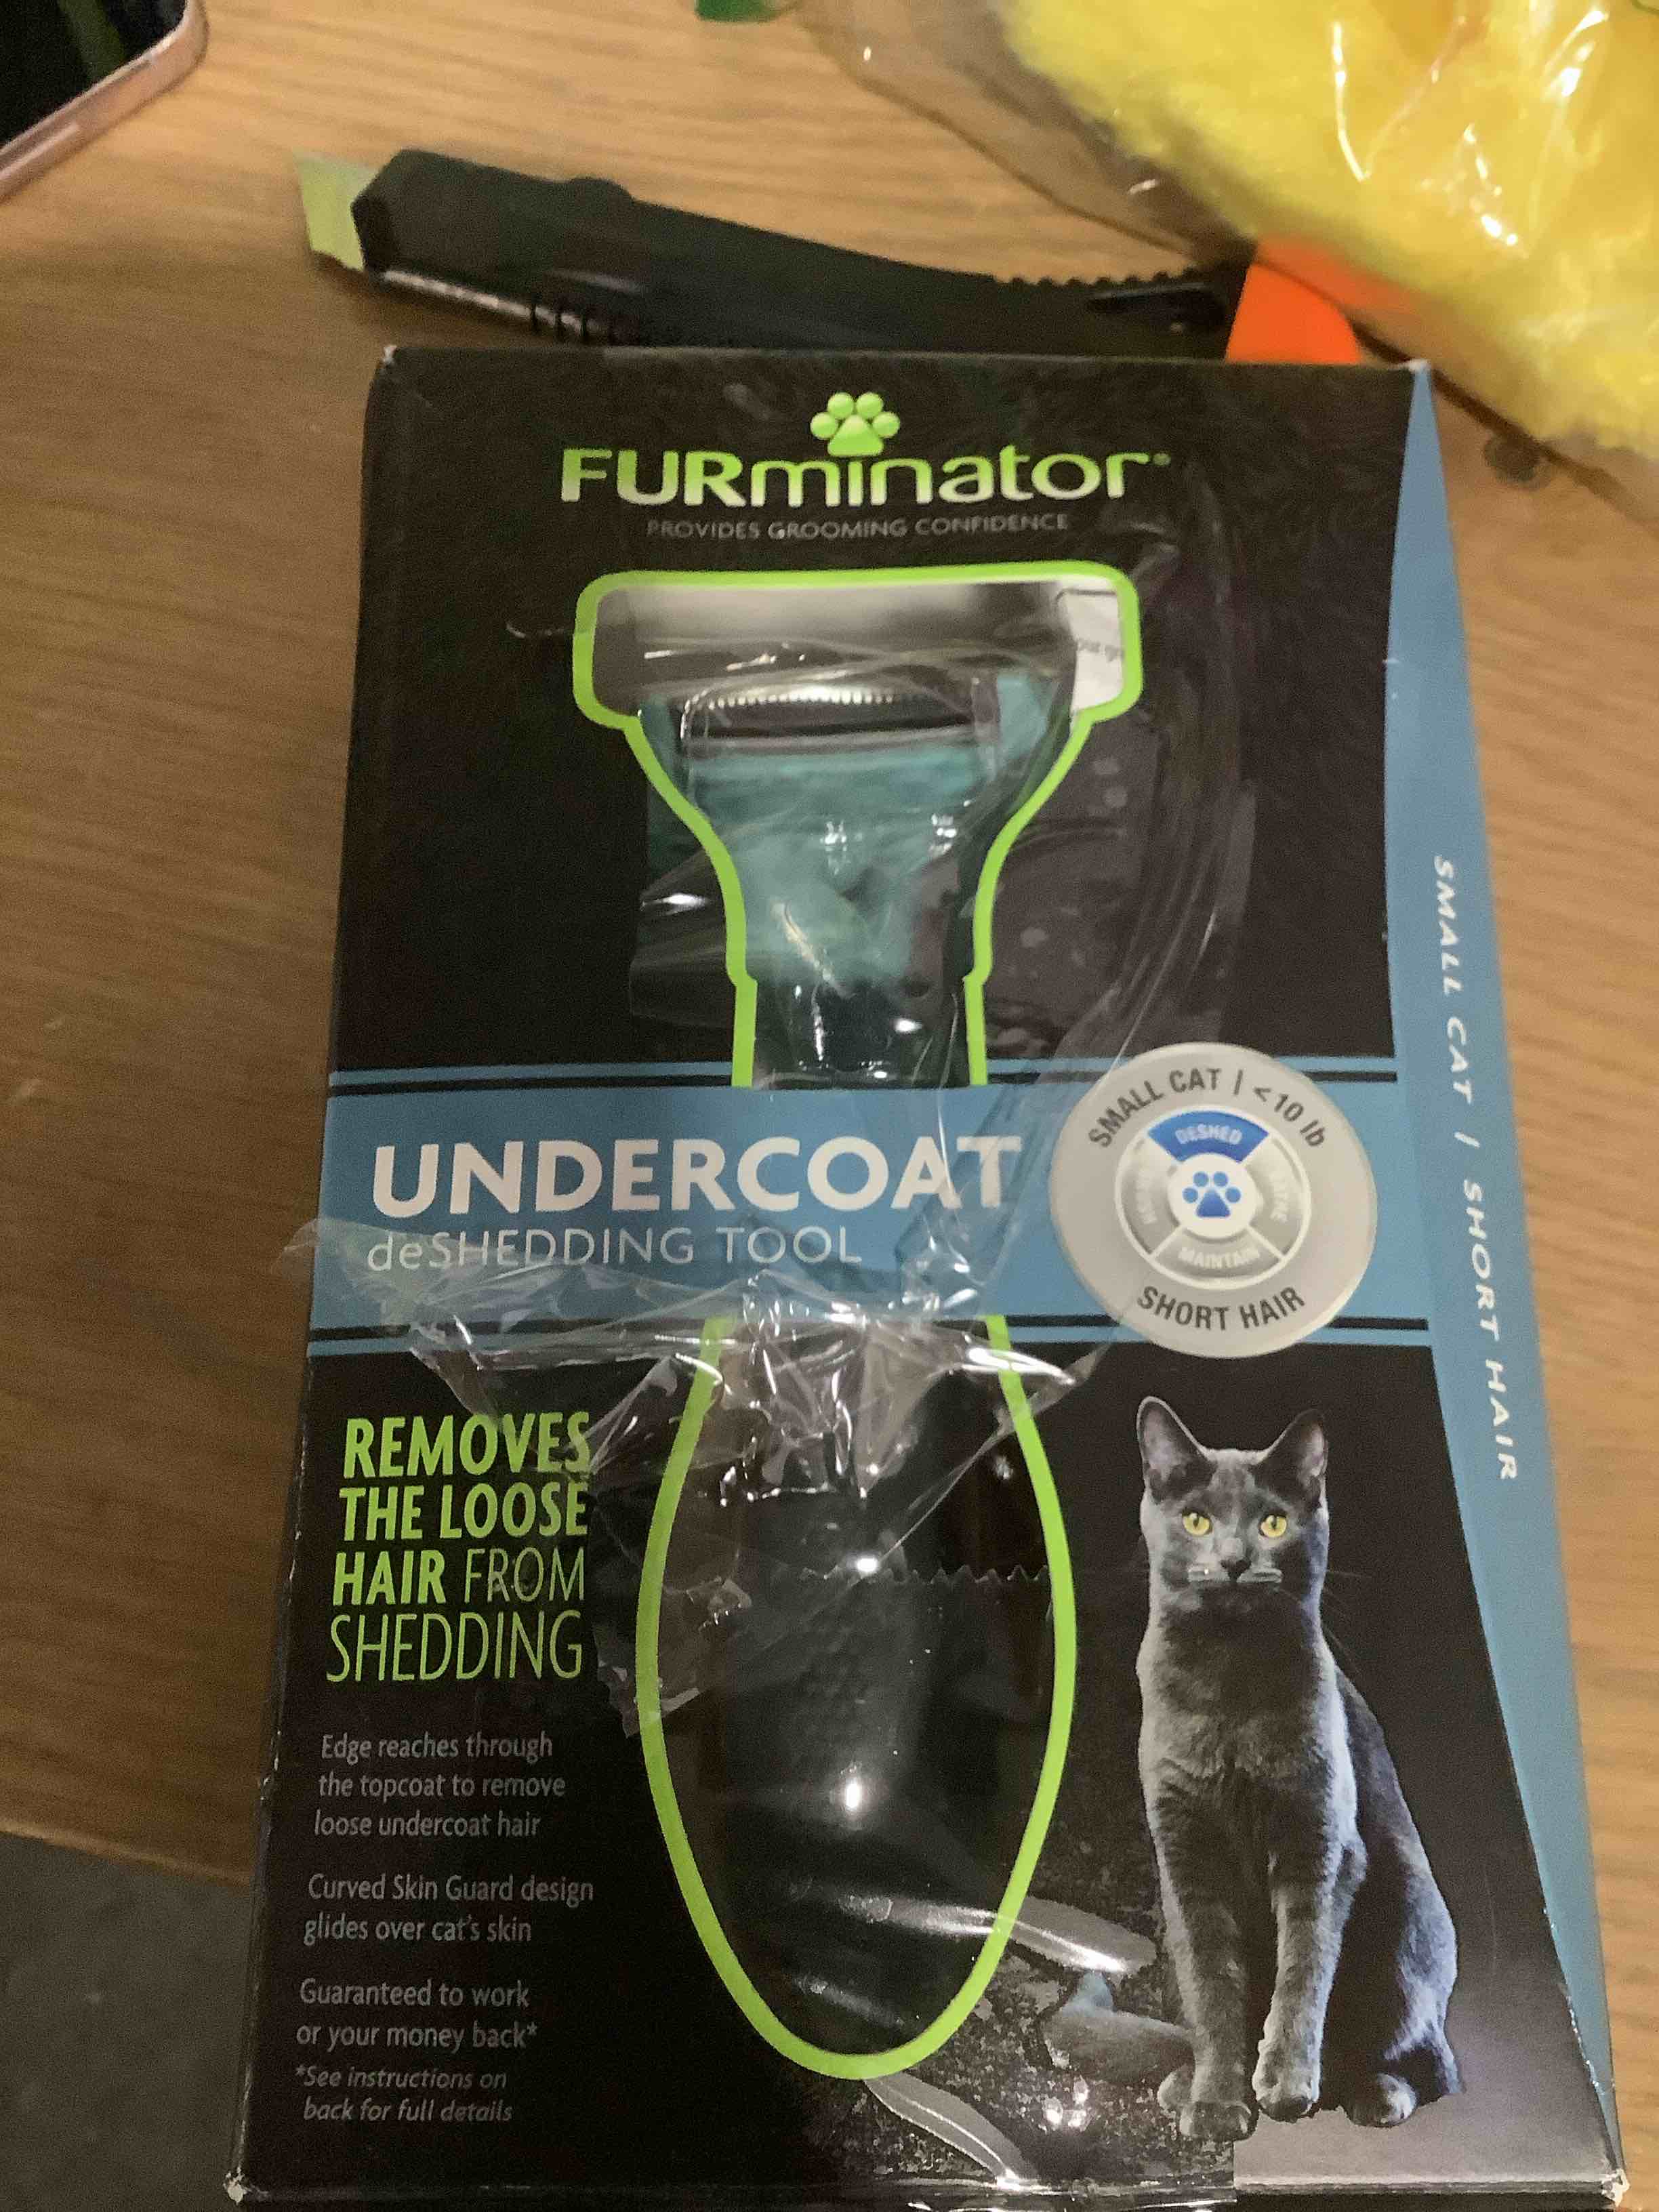 FURminator®
PROVIDES GROOMING CONFIDENCE
UNDERCOAT
deSHEDDING TOOL
SMALL CAT | <10 lb
DESHED
MAINTAIN
SHORT HAIR
SMALL CAT | SHORT HAIR
REMOVES
THE LOOSE
HAIR FROM
SHEDDING
Edge reaches through
the topcoat to remove
loose undercoat hair
Curved Skin Guard design
glides over cat's skin
Guaranteed to work
or your money back*
*See instructions on
back for full details